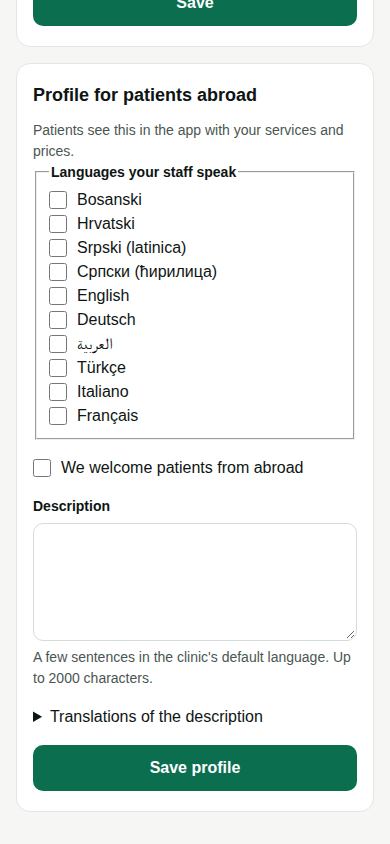 Save
Profile for patients abroad
Patients see this in the app with your services and
prices.
Languages your staff speak
Bosanski
Hrvatski
Srpski (latinica)
Српски (ћирилица)
English
Deutsch
العربية
Türkçe
Italiano
Français
We welcome patients from abroad
Description
A few sentences in the clinic's default language. Up
to 2000 characters.
Translations of the description
Save profile